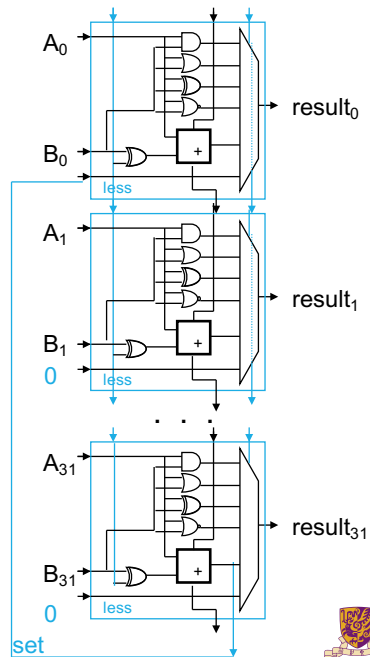 A₀
result₀
+
B₀
less
A₁
result₁
+
B₁
0
less
. . .
A₃₁
result₃₁
+
B₃₁
0
less
set